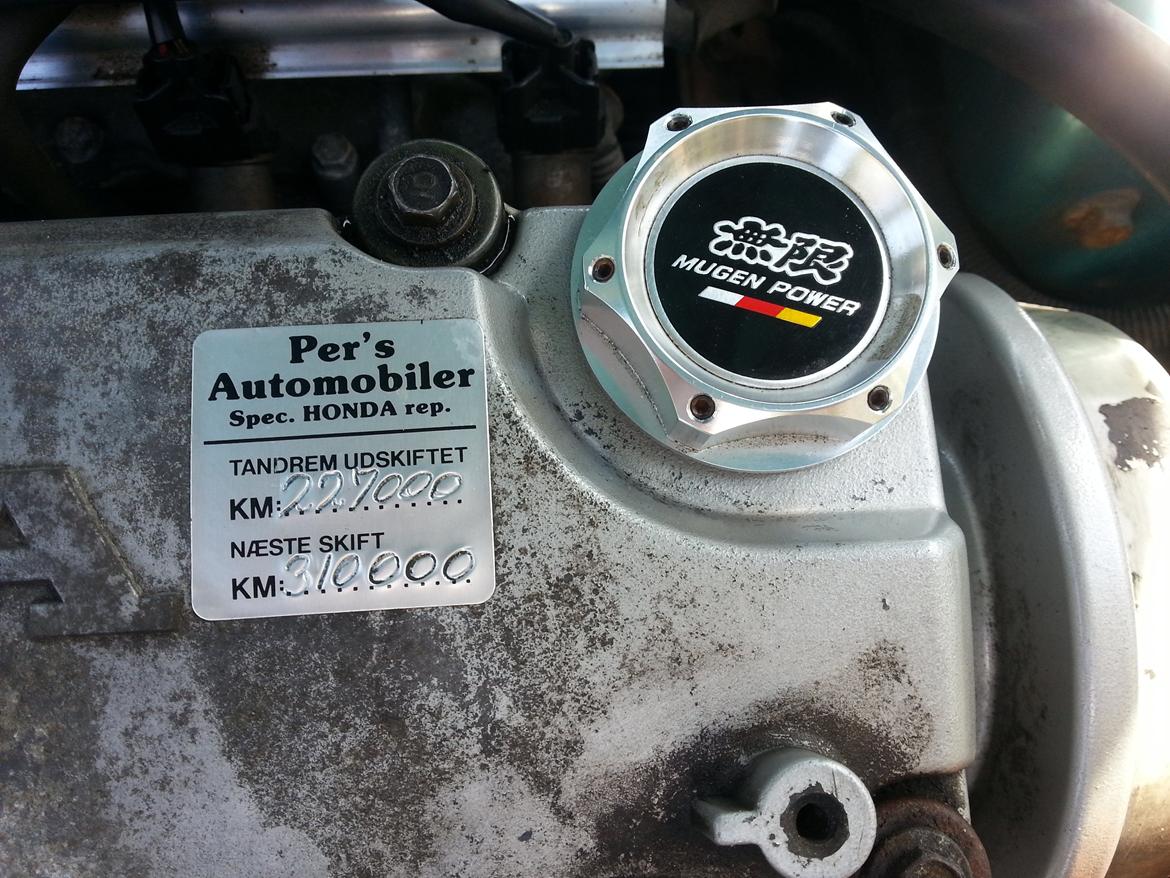 Per's
Automobiler
Spec. HONDA rep.
TANDREM UDSKIFTET
KM: 227000
NÆSTE SKIFT
KM: 310000
無限
MUGEN POWER
A